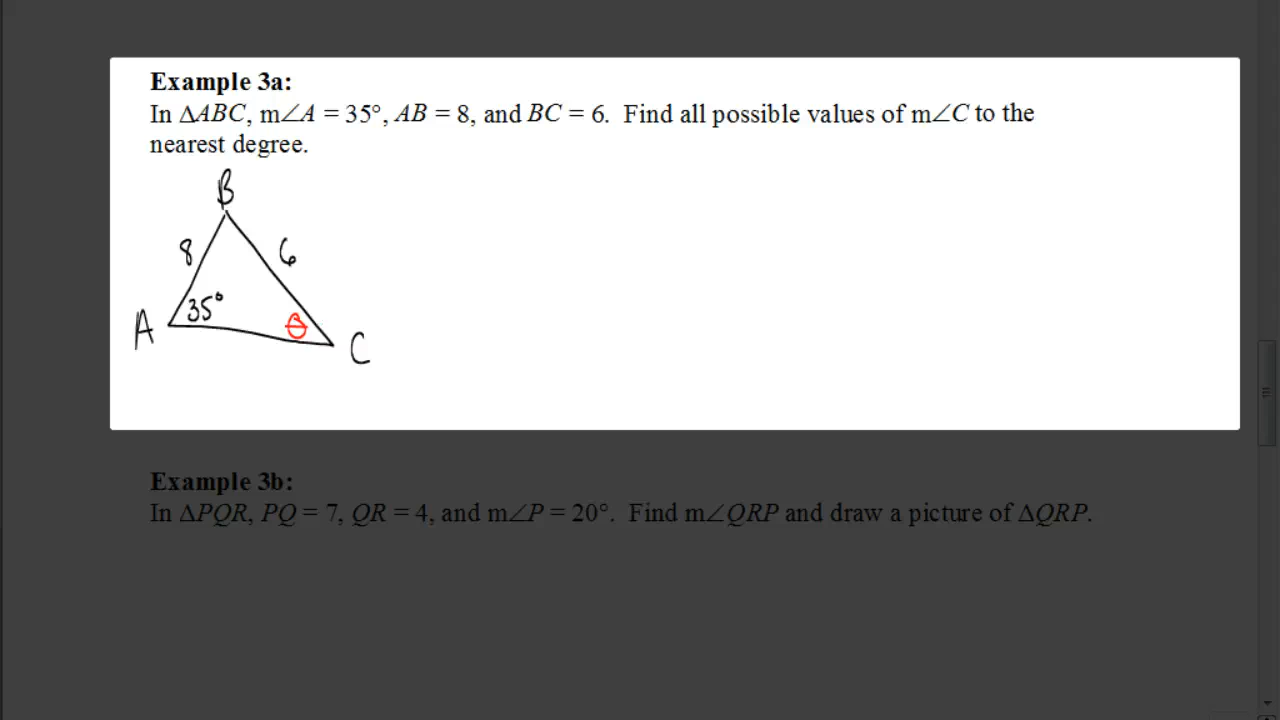 Example 3a:
In ΔABC, m∠A = 35°, AB = 8, and BC = 6. Find all possible values of m∠C to the
nearest degree.
B
8
6
35°
A
θ
C
Example 3b:
In ΔPQR, PQ = 7, QR = 4, and m∠P = 20°. Find m∠QRP and draw a picture of ΔQRP.